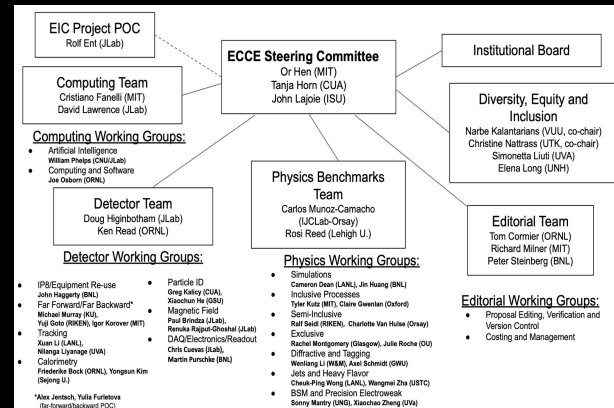 EIC Project POC
Rolf Ent (JLab)
ECCE Steering Committee
Or Hen (MIT)
Tanja Horn (CUA)
John Lajoie (ISU)
Institutional Board
Computing Team
Cristiano Fanelli (MIT)
David Lawrence (JLab)
Diversity, Equity and
Inclusion
Narbe Kalantarians (VUU, co-chair)
Christine Nattrass (UTK, co-chair)
Simonetta Liuti (UVA)
Elena Long (UNH)
Computing Working Groups:
• Artificial Intelligence
William Phelps (CNU/JLab)
• Computing and Software
Joe Osborn (ORNL)
Detector Team
Doug Higinbotham (JLab)
Ken Read (ORNL)
Physics Benchmarks
Team
Carlos Munoz-Camacho
(IJCLab-Orsay)
Rosi Reed (Lehigh U.)
Editorial Team
Tom Cormier (ORNL)
Richard Milner (MIT)
Peter Steinberg (BNL)
Detector Working Groups:
• IP8/Equipment Re-use
John Haggerty (BNL)
• Far Forward/Far Backward*
Michael Murray (KU),
Yuji Goto (RIKEN), Igor Korover (MIT)
• Tracking
Xuan Li (LANL),
Nilanga Liyanage (UVA)
• Calorimetry
Friederike Bock (ORNL), Yongsun Kim
(Sejong U.)
*Alex Jentsch, Yulia Furletova
(far-forward/backward POC)
• Particle ID
Greg Kalicy (CUA),
Xiaochun He (GSU)
• Magnetic Field
Paul Brindza (JLab),
Renuka Rajput-Ghoshal (JLab)
• DAQ/Electronics/Readout
Chris Cuevas (JLab),
Martin Purschke (BNL)
Physics Working Groups:
• Simulations
Cameron Dean (LANL), Jin Huang (BNL)
• Inclusive Processes
Tyler Kutz (MIT), Claire Gwenlan (Oxford)
• Semi-Inclusive
Ralf Seidl (RIKEN), Charlotte Van Hulse (Orsay)
• Exclusive
Rachel Montgomery (Glasgow), Julie Roche (OU)
• Diffractive and Tagging
Wenliang Li (W&M), Axel Schmidt (GWU)
• Jets and Heavy Flavor
Cheuk-Ping Wong (LANL), Wangmei Zha (USTC)
• BSM and Precision Electroweak
Sonny Mantry (UNG), Xiaochao Zheng (UVa)
Editorial Working Groups:
• Proposal Editing, Verification and
Version Control
• Costing and Management